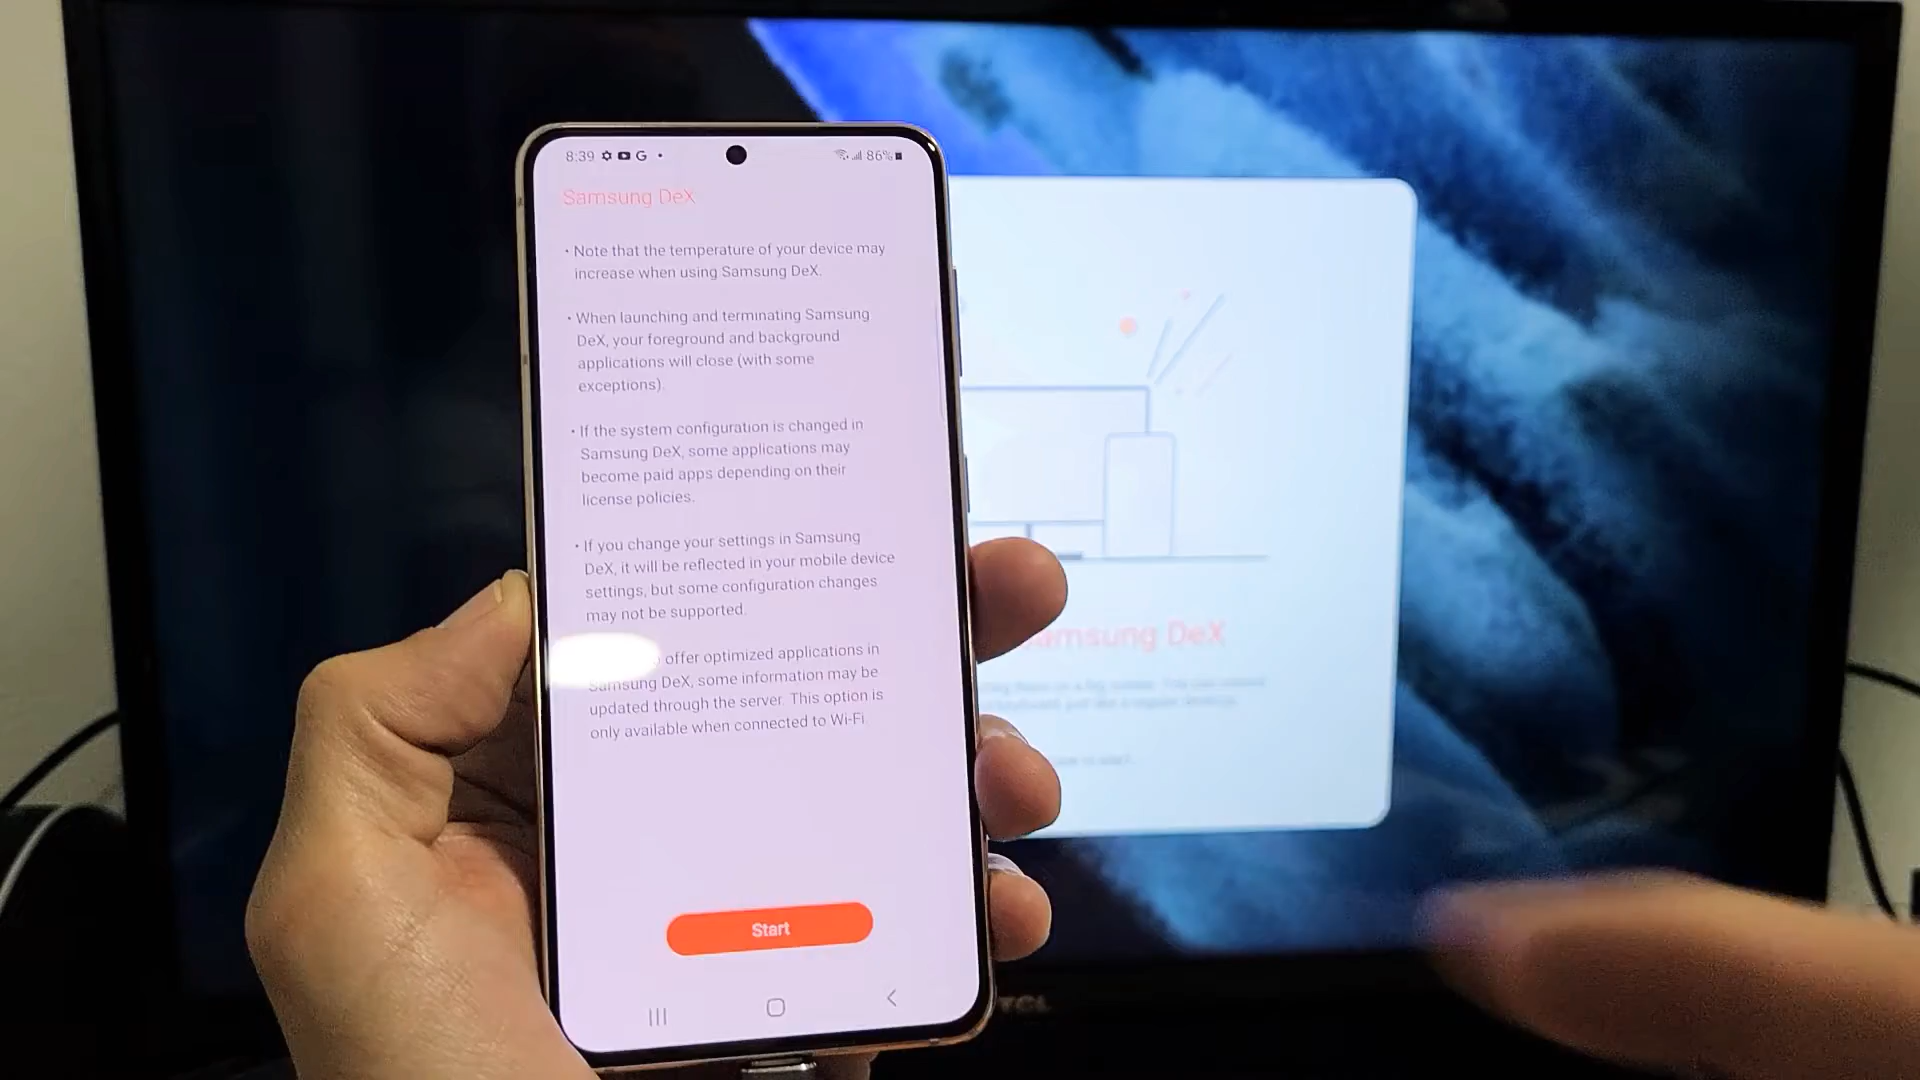 8:39 G
86%
Samsung DeX
• Note that the temperature of your device may
increase when using Samsung DeX.
• When launching and terminating Samsung
DeX, your foreground and background
applications will close (with some
exceptions).
• If the system configuration is changed in
Samsung DeX, some applications may
become paid apps depending on their
license policies.
• If you change your settings in Samsung
DeX, it will be reflected in your mobile device
settings, but some configuration changes
may not be supported.
offer optimized applications in
Samsung DeX, some information may be
updated through the server. This option is
only available when connected to Wi-Fi.
Start
Samsung DeX
TCL